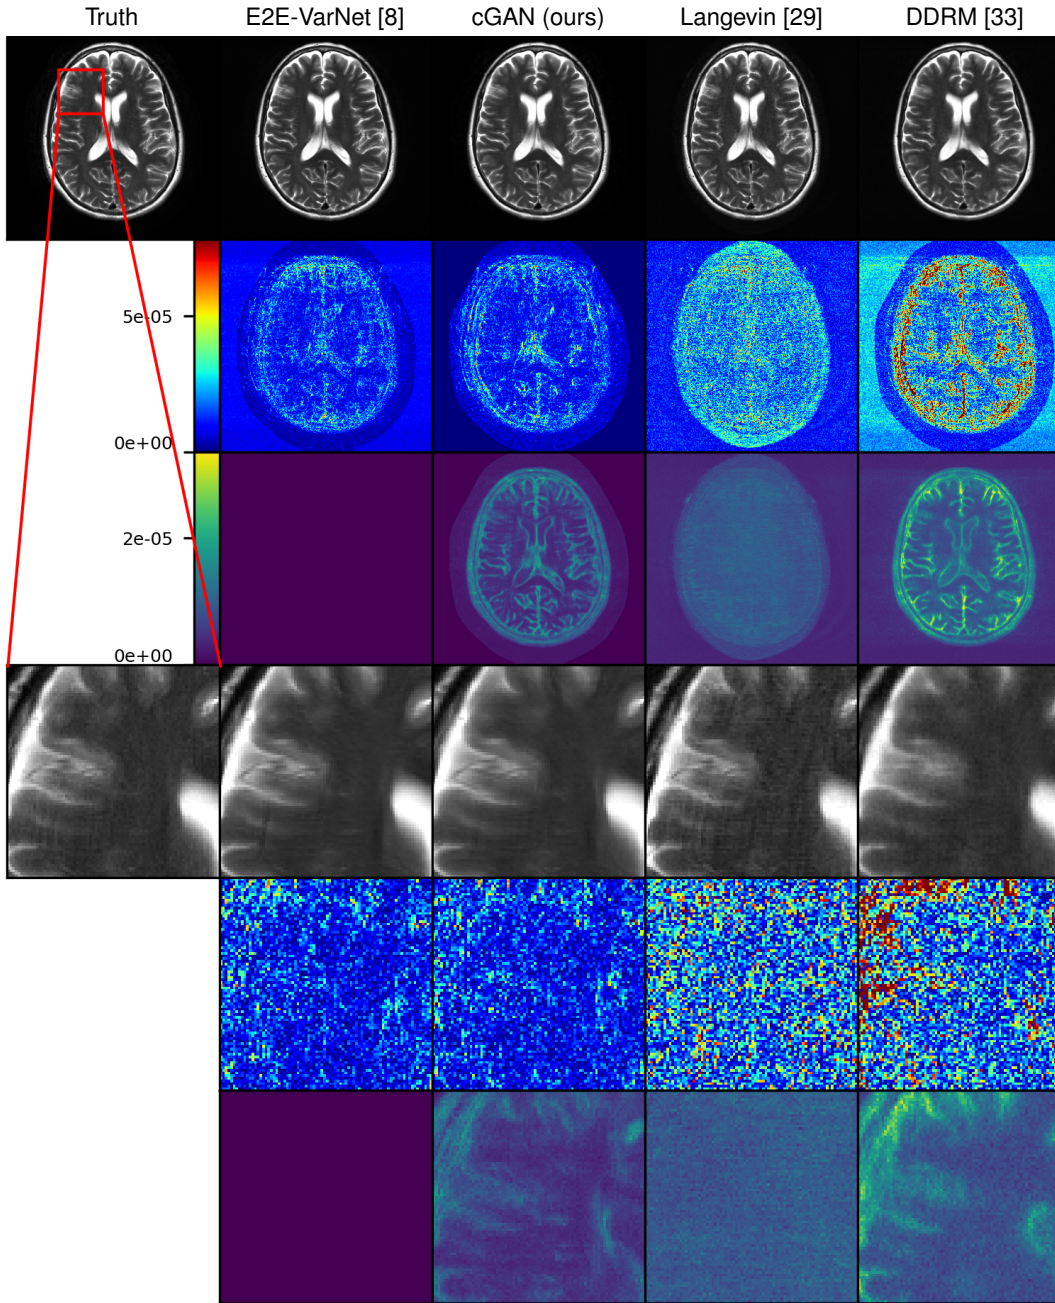 Truth E2E-VarNet [8] cGAN (ours) Langevin [29] DDRM [33]
5e-05
0e+00
2e-05
0e+00